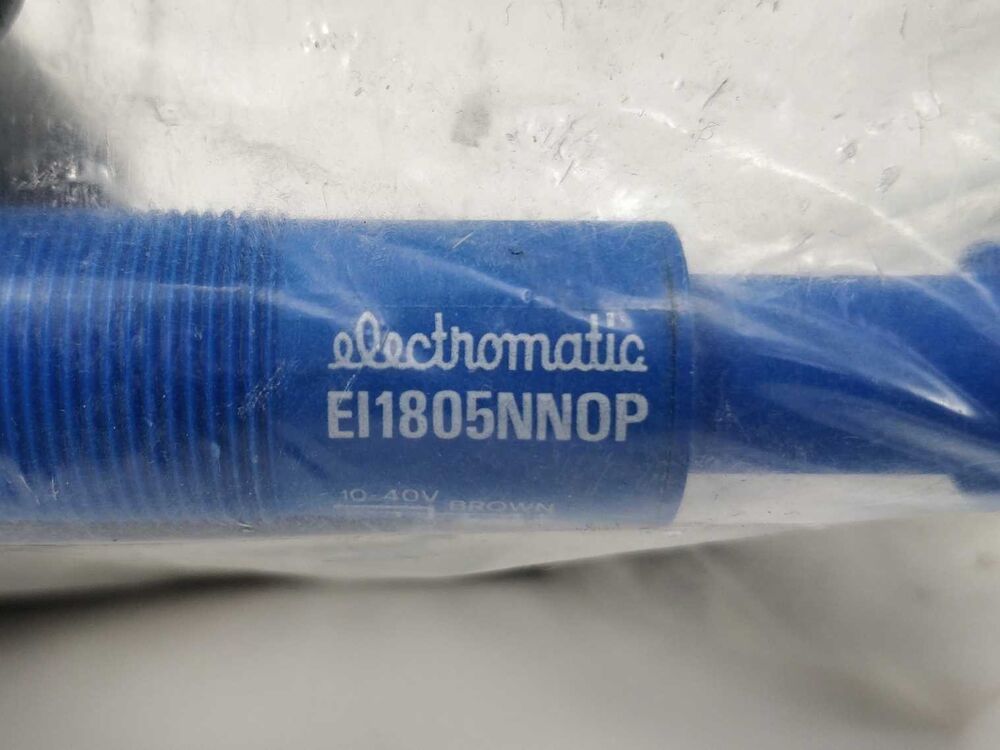 electromatic
EI1805NNOP
10-40V BROWN